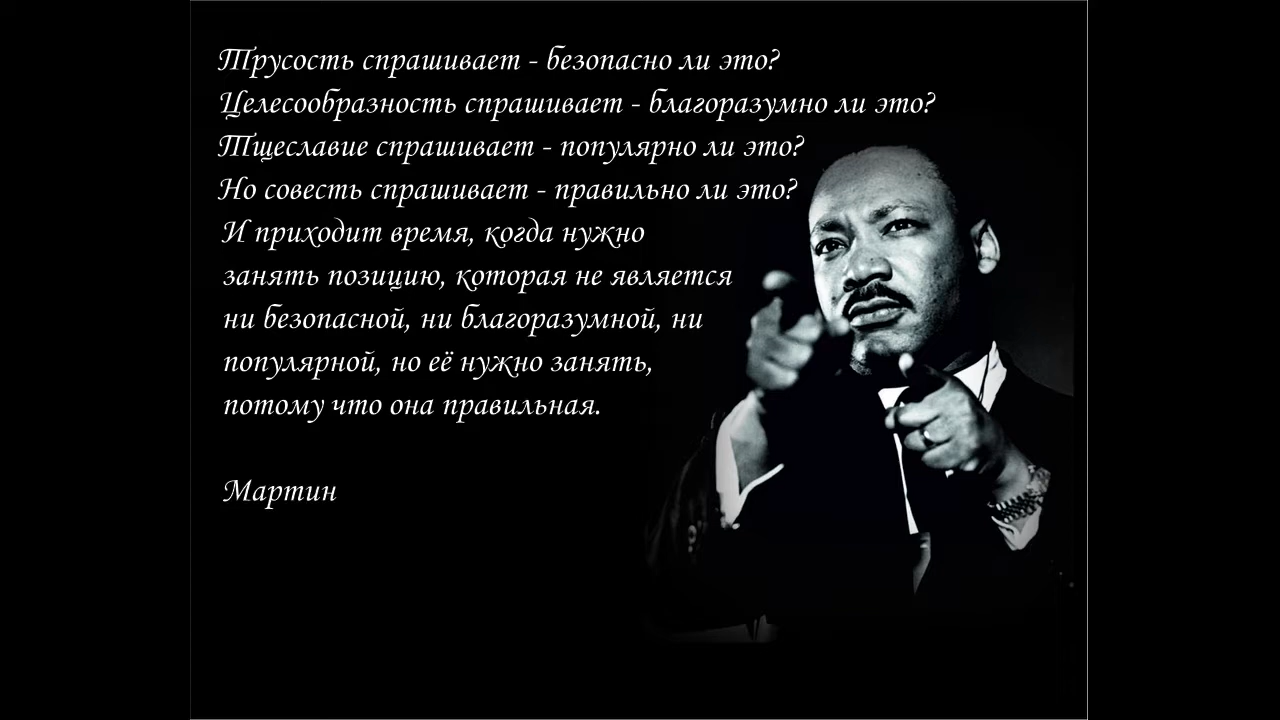 Трусость спрашивает - безопасно ли это?
Целесообразность спрашивает - благоразумно ли это?
Тщеславие спрашивает - популярно ли это?
Но совесть спрашивает - правильно ли это?
И приходит время, когда нужно
занять позицию, которая не является
ни безопасной, ни благоразумной, ни
популярной, но её нужно занять,
потому что она правильная.
Мартин